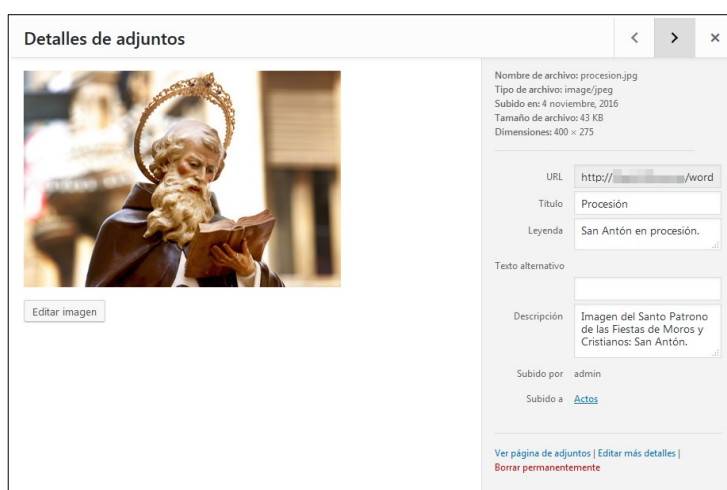 Detalles de adjuntos
Nombre de archivo: procesion.jpg
Tipo de archivo: image/jpeg
Subido en: 4 noviembre, 2016
Tamaño de archivo: 43 KB
Dimensiones: 400 × 275
URL http:// /word
Título Procesión
Leyenda San Antón en procesión.
Texto alternativo
Editar imagen
Descripción Imagen del Santo Patrono
de las Fiestas de Moros y
Cristianos: San Antón.
Subido por admin
Subido a Actos
Ver página de adjuntos | Editar más detalles |
Borrar permanentemente